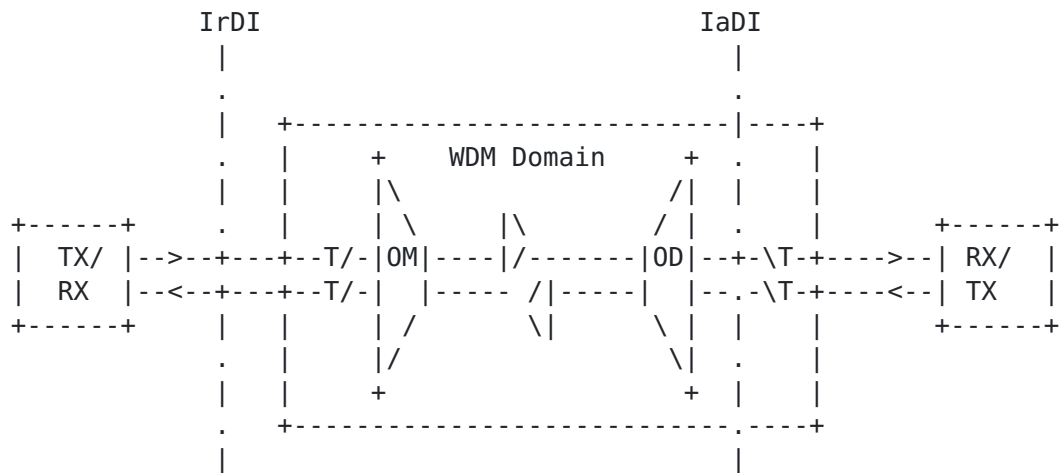 IrDI                             IaDI
              |                                 |
              .                                 .
              |   +-----------------------------|----+
              .   |     +    WDM Domain     +  .     |
              |   |     |\                 /|  |     |
+------+      .   |     | \     |\        / |  .     |       +------+
|  TX/ |-->--+---+--T/-|OM|----|/-------|OD|--+-\T-+---->--| RX/  |
|  RX  |--<--+---+--T/-|  |----- /|-----|  |--.-\T-+----<--| TX   |
+------+      |   |     | /      \|      \ |  |     |       +------+
              .   |     |/                 \|  .     |
              |   |     +                   +  |     |
              .   +-----------------------------.----+
              |                                 |